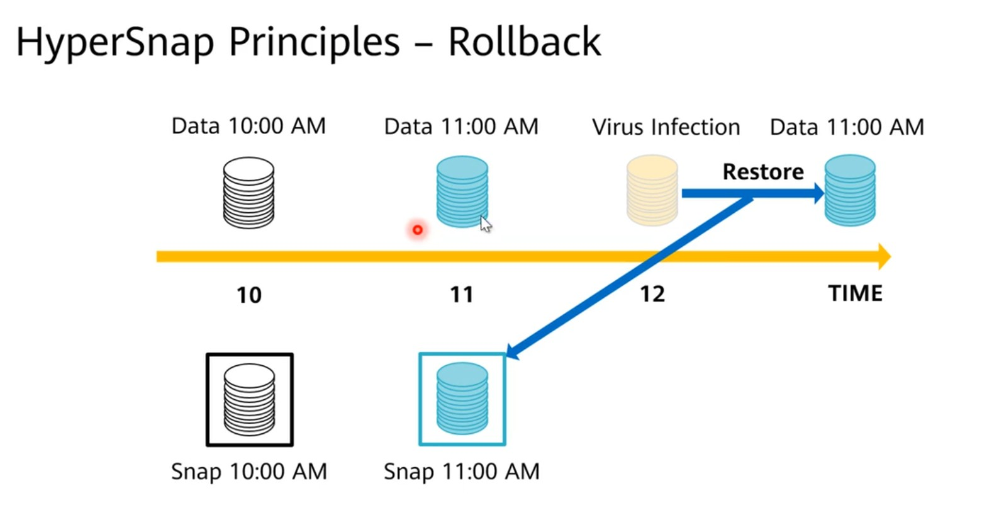 HyperSnap Principles – Rollback
Data 10:00 AM
Data 11:00 AM
Virus Infection
Data 11:00 AM
Restore
10
11
12
TIME
Snap 10:00 AM
Snap 11:00 AM